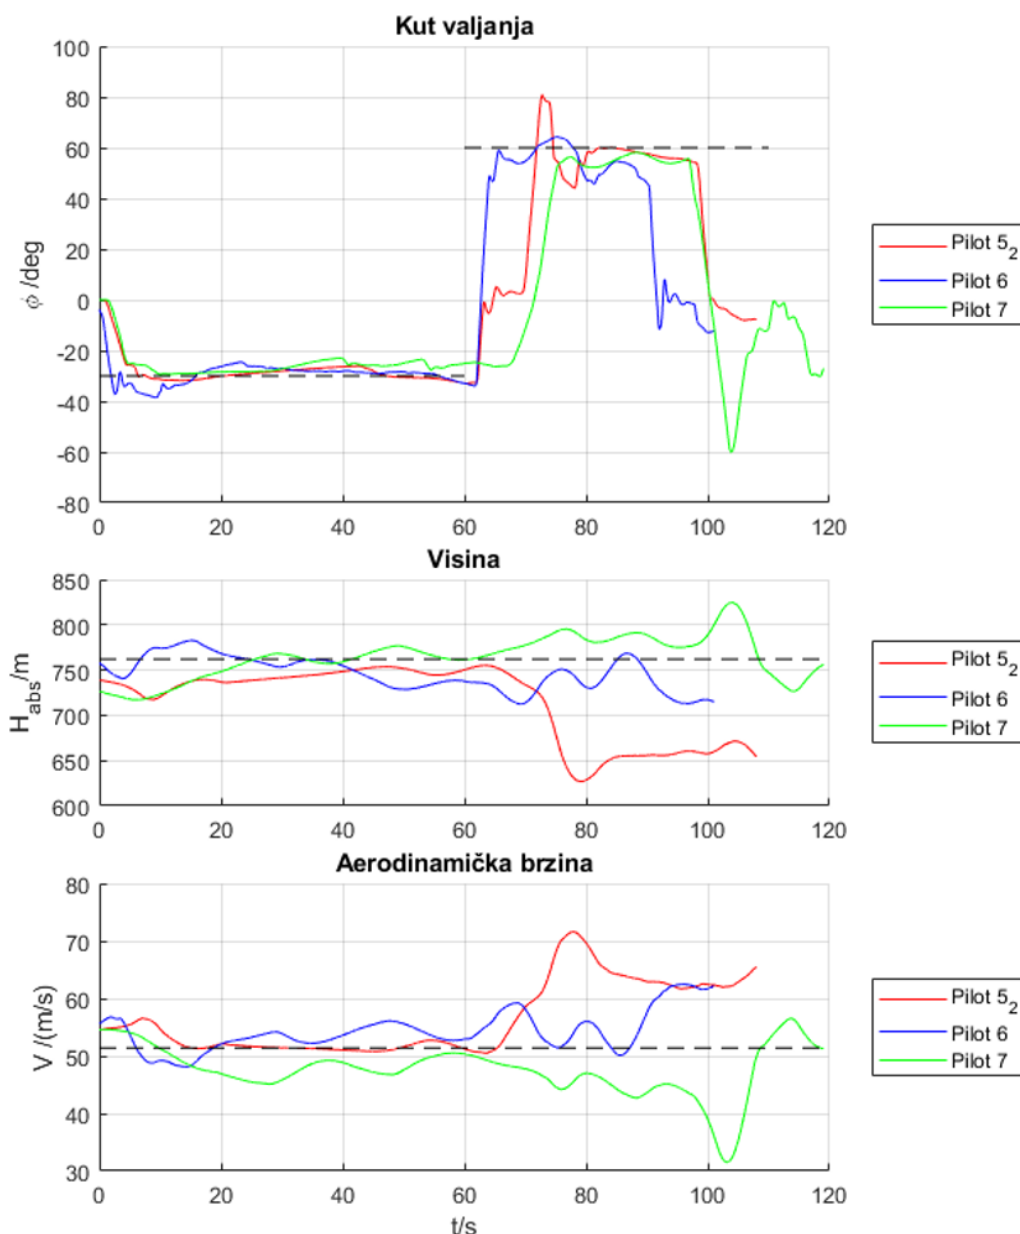 Kut valjanja
100
80
60
40
20
0
-20
-40
-60
-80
ϕ /deg
0 20 40 60 80 100 120
Pilot 5₂
Pilot 6
Pilot 7
Visina
850
800
750
700
650
600
H_abs/m
0 20 40 60 80 100 120
Pilot 5₂
Pilot 6
Pilot 7
Aerodinamička brzina
80
70
60
50
40
30
V /(m/s)
0 20 40 60 80 100 120
t/s
Pilot 5₂
Pilot 6
Pilot 7